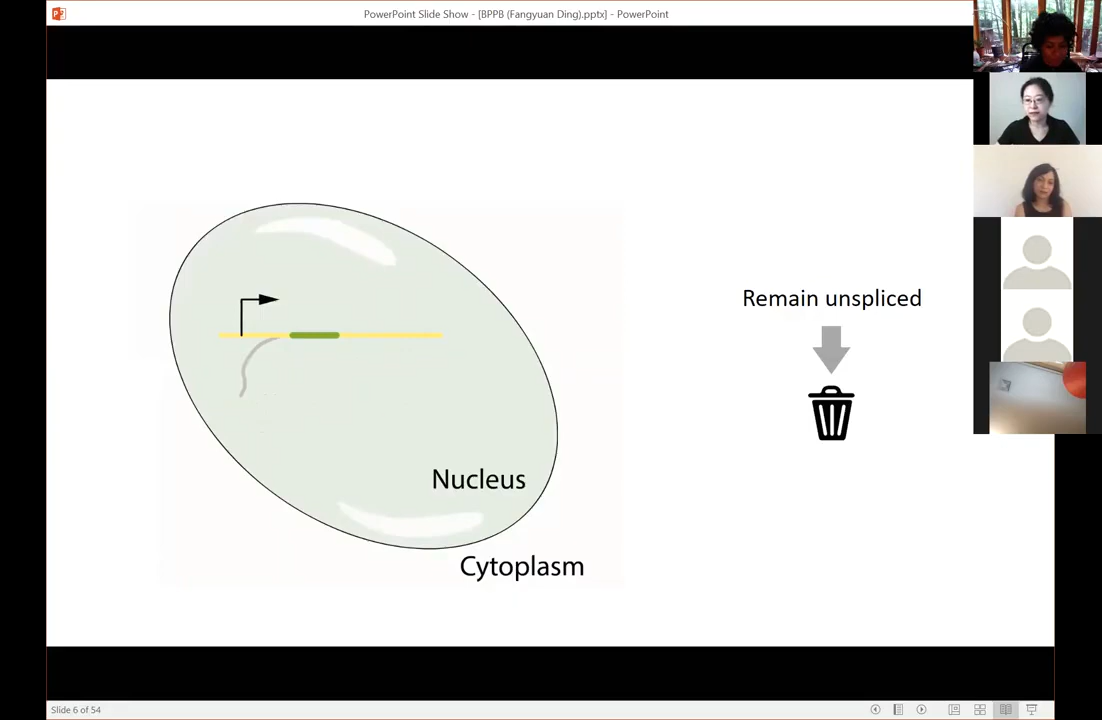 PowerPoint Slide Show - [BPPB (Fangyuan Ding).pptx] - PowerPoint
Remain unspliced
Nucleus
Cytoplasm
Slide 6 of 54